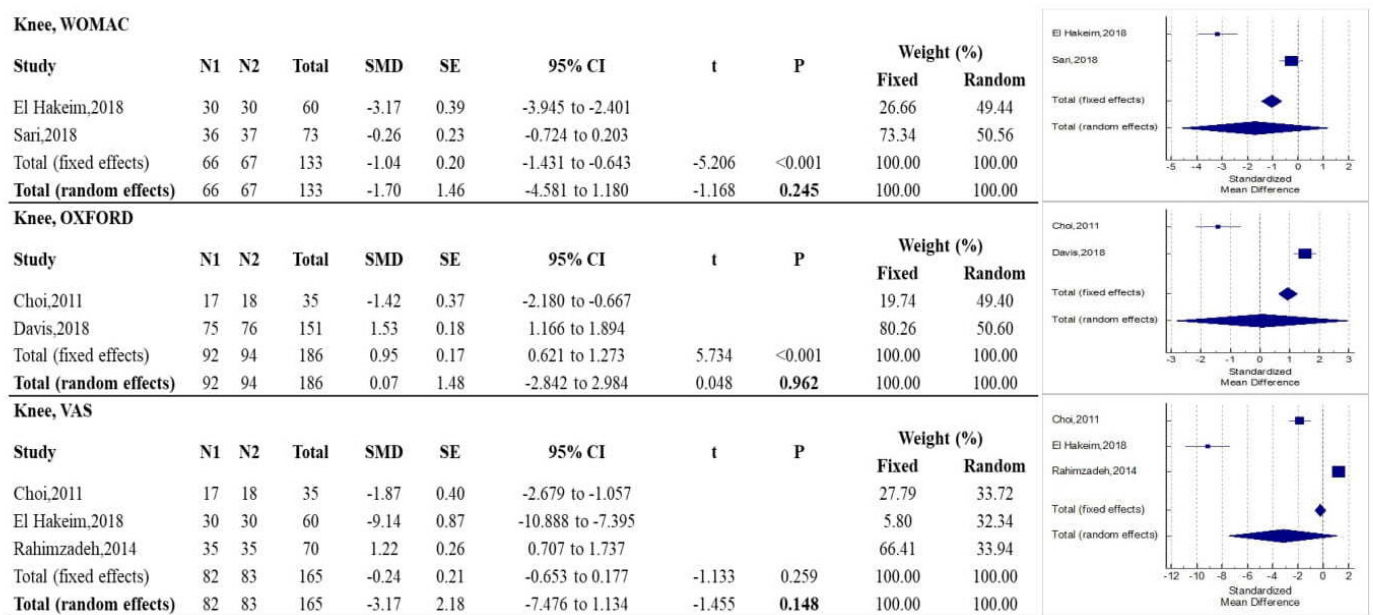 Knee, WOMAC
Weight (%)
Study N1 N2 Total SMD SE 95% CI t P
Fixed Random
El Hakeim,2018 30 30 60 -3.17 0.39 -3.945 to -2.401 26.66 49.44
Sari,2018 36 37 73 -0.26 0.23 -0.724 to 0.203 73.34 50.56
Total (fixed effects) 66 67 133 -1.04 0.20 -1.431 to -0.643 -5.206 <0.001 100.00 100.00
Total (random effects) 66 67 133 -1.70 1.46 -4.581 to 1.180 -1.168 0.245 100.00 100.00
El Hakeim,2018
Sari,2018
Total (fixed effects)
Total (random effects)
-5 -4 -3 -2 -1 0 1 2
Standardized
Mean Difference
Knee, OXFORD
Weight (%)
Study N1 N2 Total SMD SE 95% CI t P
Fixed Random
Choi,2011 17 18 35 -1.42 0.37 -2.180 to -0.667 19.74 49.40
Davis,2018 75 76 151 1.53 0.18 1.166 to 1.894 80.26 50.60
Total (fixed effects) 92 94 186 0.95 0.17 0.621 to 1.273 5.734 <0.001 100.00 100.00
Total (random effects) 92 94 186 0.07 1.48 -2.842 to 2.984 0.048 0.962 100.00 100.00
Choi,2011
Davis,2018
Total (fixed effects)
Total (random effects)
-3 -2 -1 0 1 2 3
Standardized
Mean Difference
Knee, VAS
Weight (%)
Study N1 N2 Total SMD SE 95% CI t P
Fixed Random
Choi,2011 17 18 35 -1.87 0.40 -2.679 to -1.057 27.79 33.72
El Hakeim,2018 30 30 60 -9.14 0.87 -10.888 to -7.395 5.80 32.34
Rahimzadeh,2014 35 35 70 1.22 0.26 0.707 to 1.737 66.41 33.94
Total (fixed effects) 82 83 165 -0.24 0.21 -0.653 to 0.177 -1.133 0.259 100.00 100.00
Total (random effects) 82 83 165 -3.17 2.18 -7.476 to 1.134 -1.455 0.148 100.00 100.00
Choi,2011
El Hakeim,2018
Rahimzadeh,2014
Total (fixed effects)
Total (random effects)
-12 -10 -8 -6 -4 -2 0 2
Standardized
Mean Difference